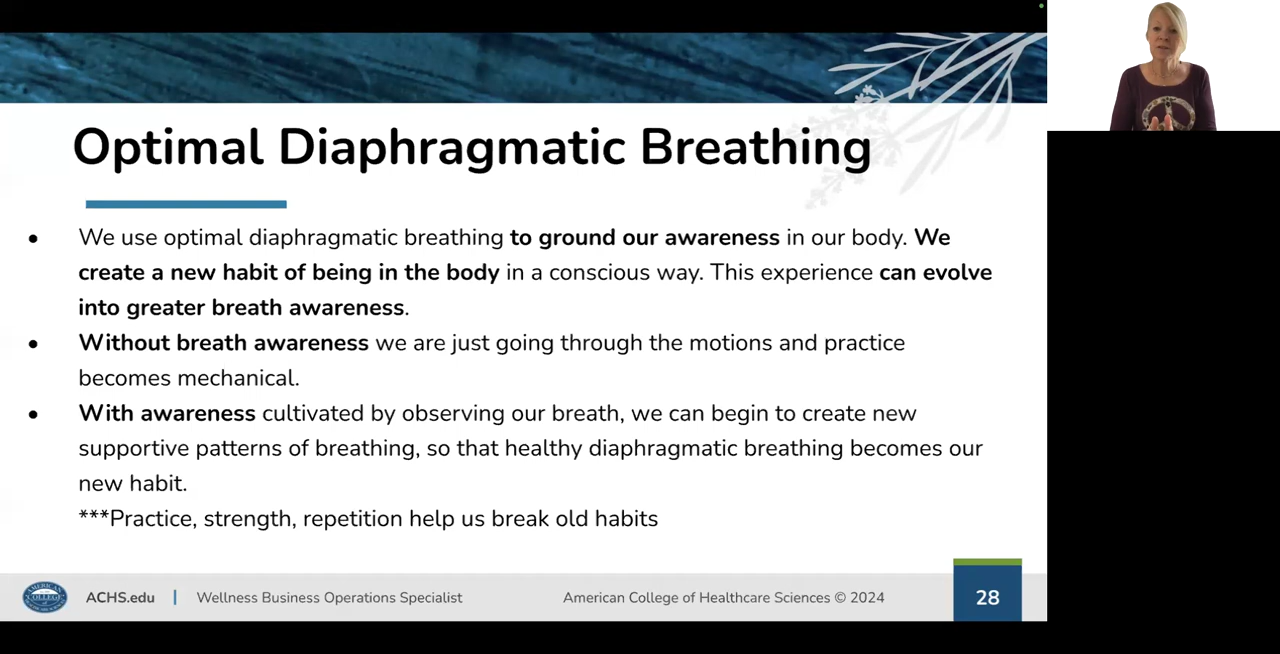 Optimal Diaphragmatic Breathing
● We use optimal diaphragmatic breathing to ground our awareness in our body. We
create a new habit of being in the body in a conscious way. This experience can evolve
into greater breath awareness.
● Without breath awareness we are just going through the motions and practice
becomes mechanical.
● With awareness cultivated by observing our breath, we can begin to create new
supportive patterns of breathing, so that healthy diaphragmatic breathing becomes our
new habit.
***Practice, strength, repetition help us break old habits
ACHS.edu | Wellness Business Operations Specialist American College of Healthcare Sciences © 2024 28